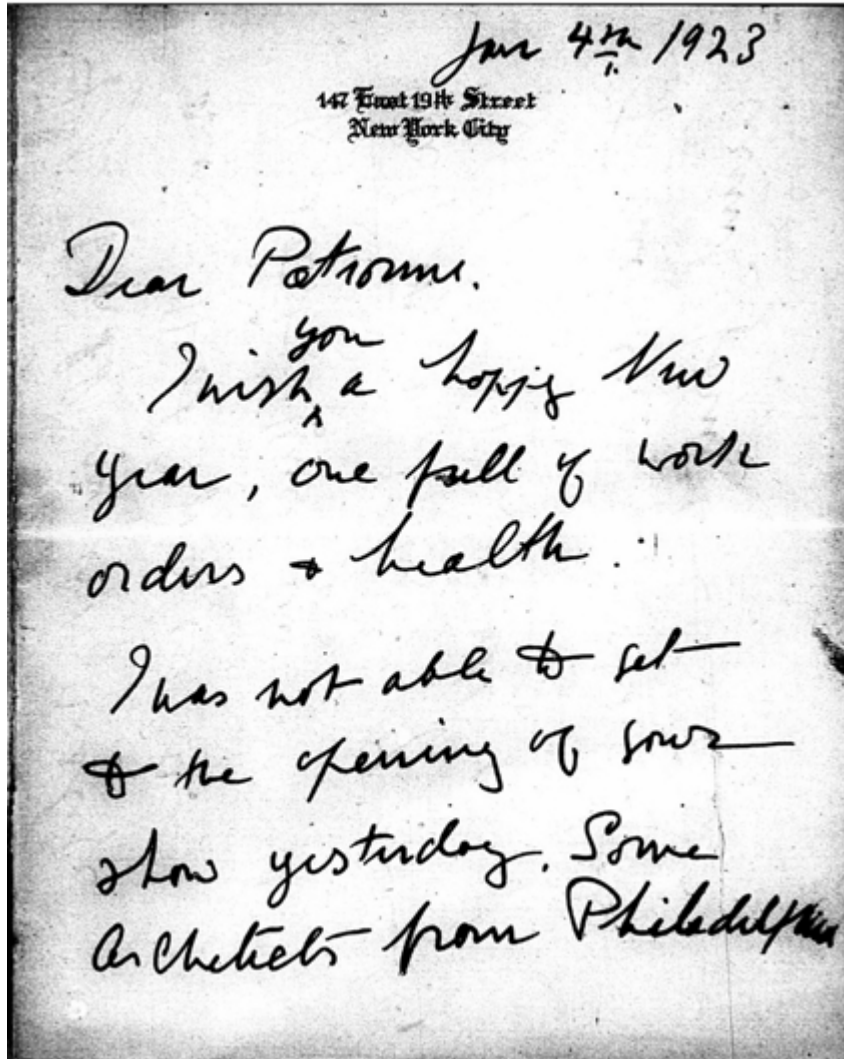 Jan 4th 1923
147 East 19th Street
New York City
Dear Patronne.
I wish you a happy New
year, one full of work
orders & health.
I was not able to get
to the opening of your
show yesterday. Some
Architects from Philadelphia